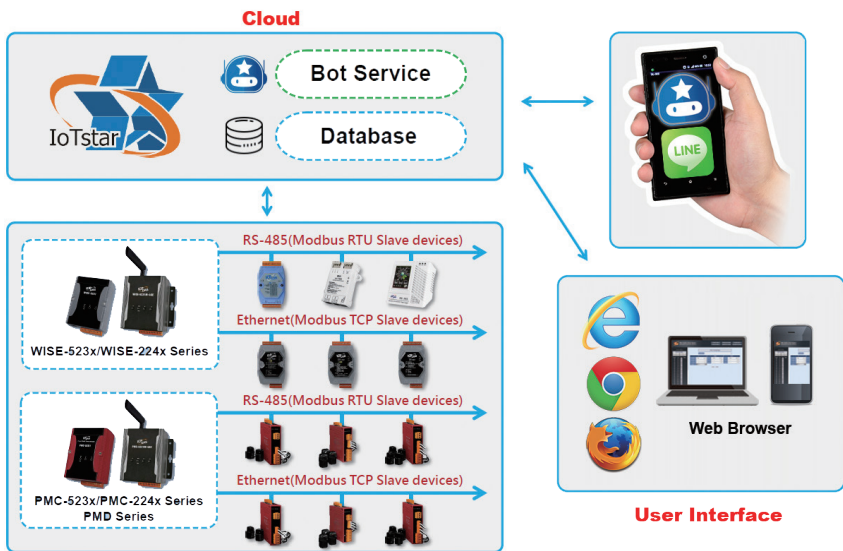 Cloud
IoTstar
Bot Service
Database
LINE
RS-485(Modbus RTU Slave devices)
Ethernet(Modbus TCP Slave devices)
WISE-523x/WISE-224x Series
RS-485(Modbus RTU Slave devices)
Ethernet(Modbus TCP Slave devices)
PMC-523x/PMC-224x Series
PMD Series
Web Browser
User Interface